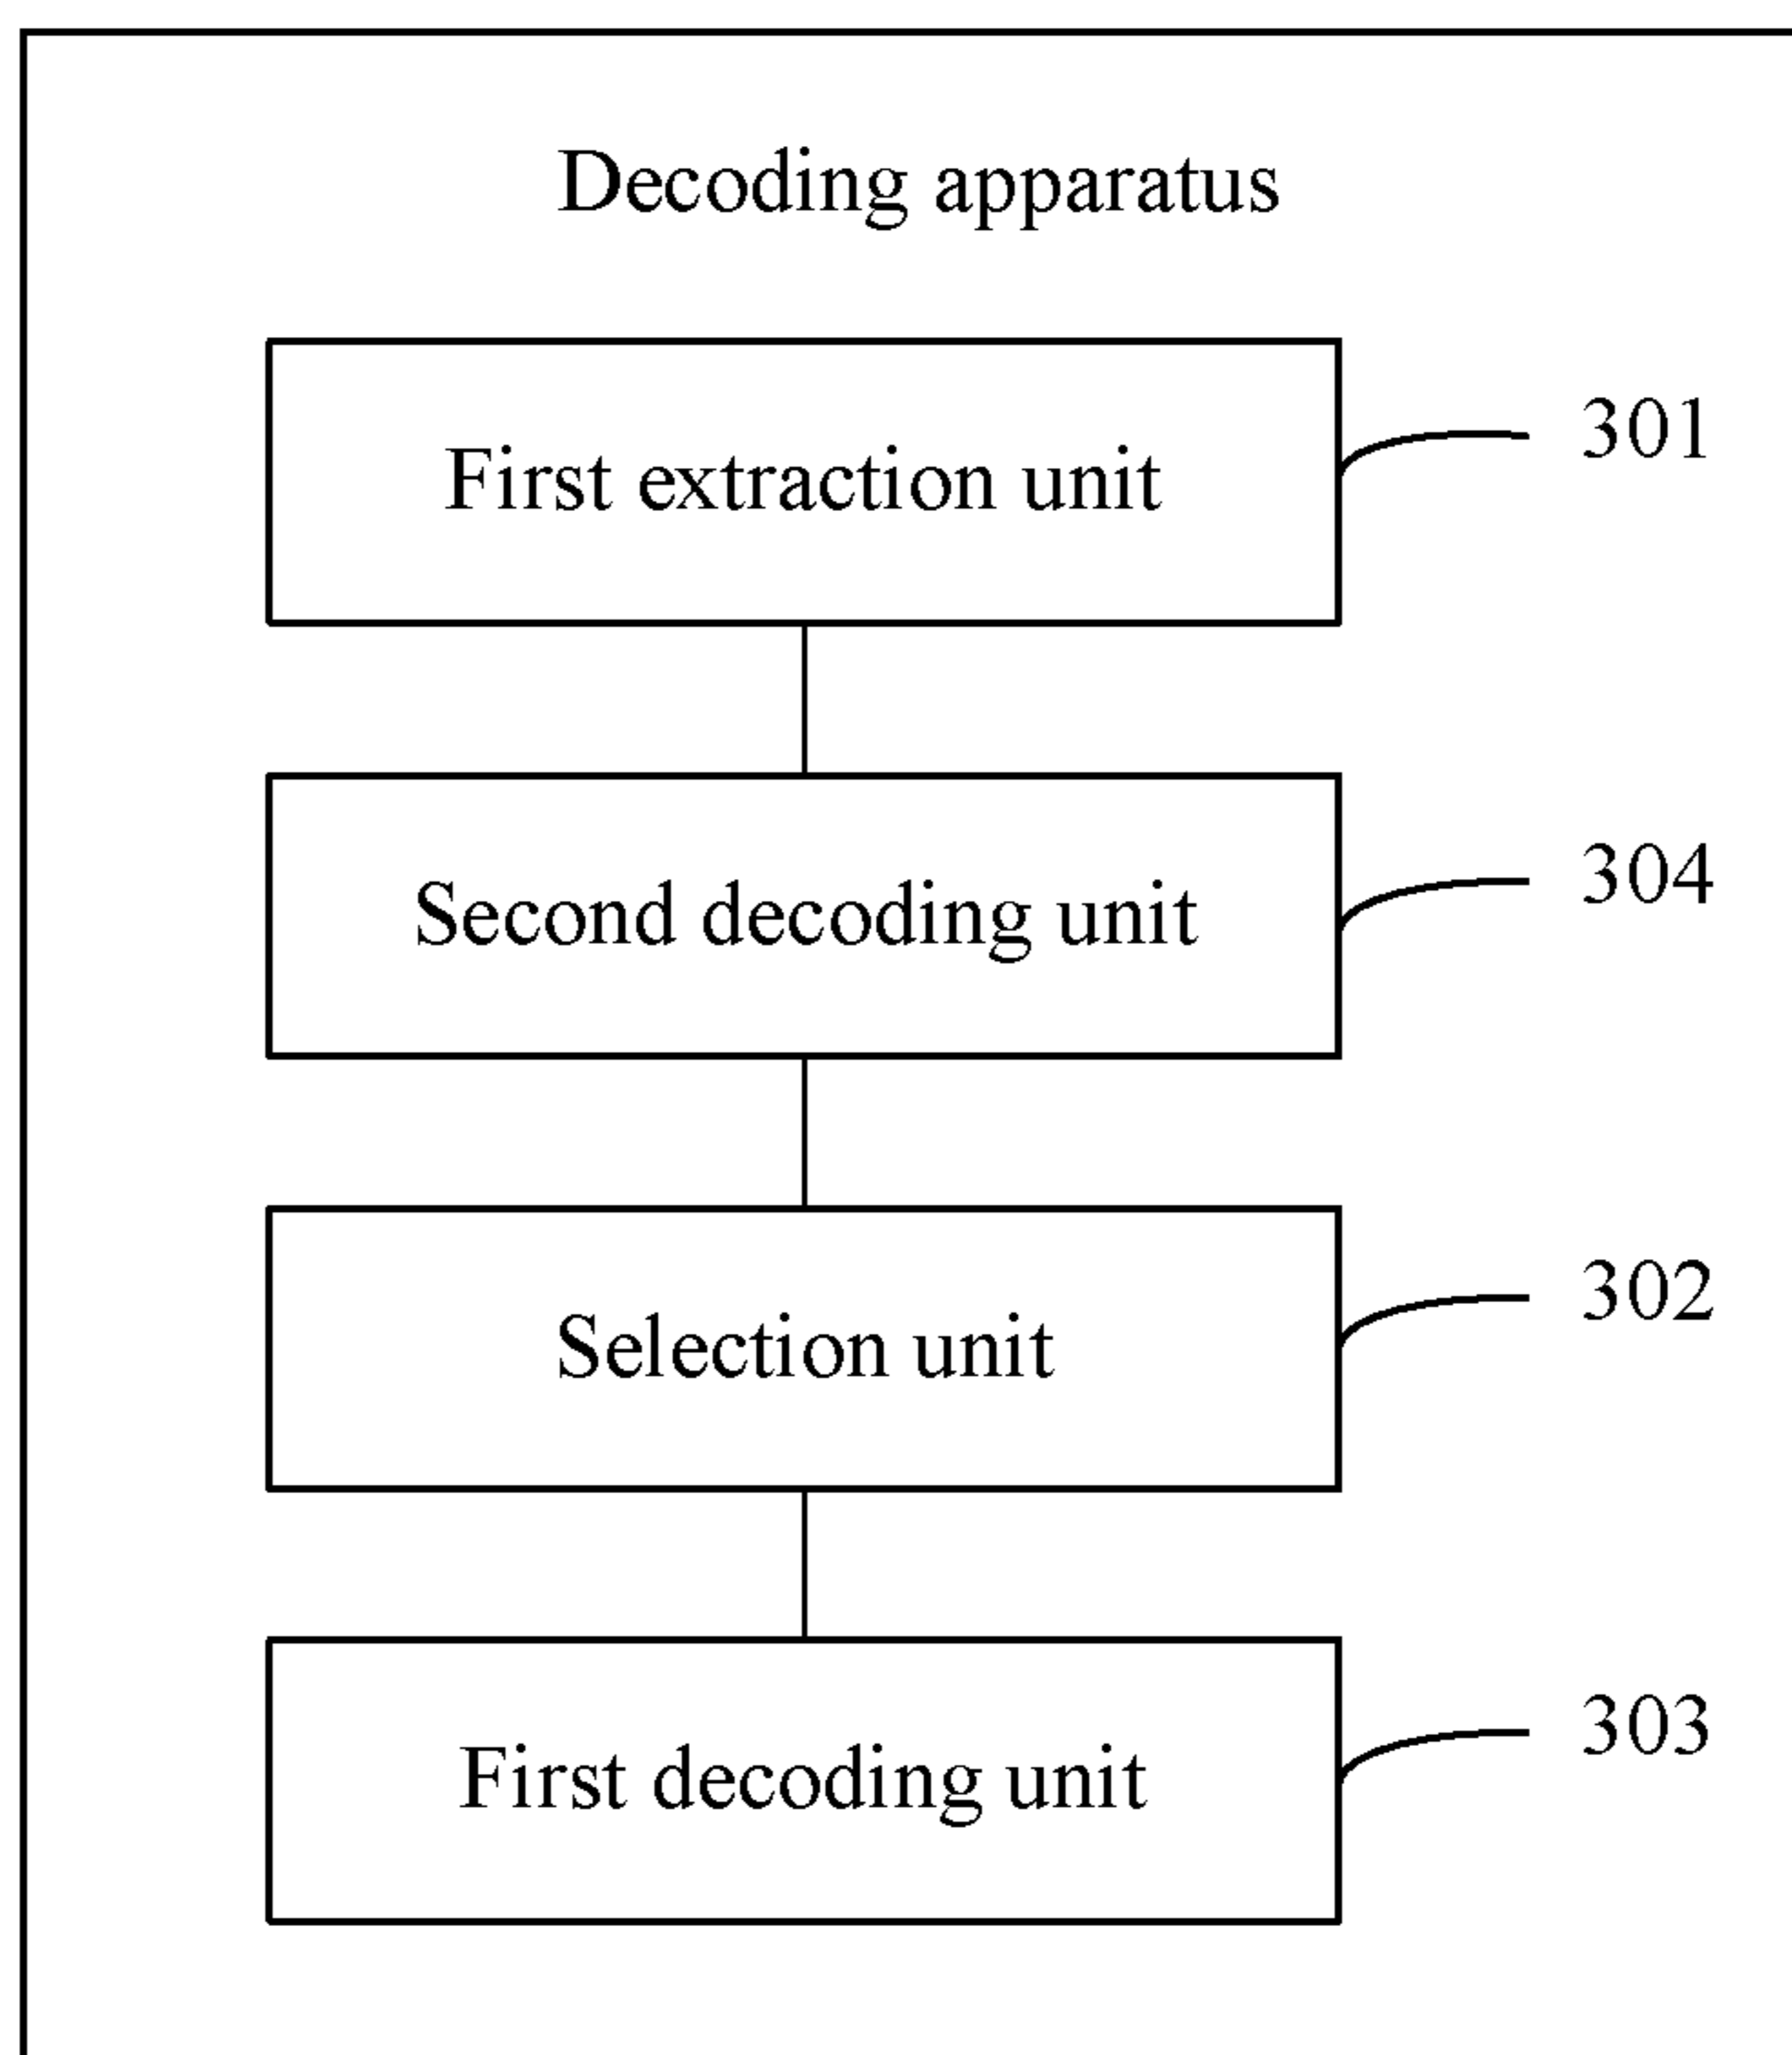 Decoding apparatus
First extraction unit
301
Second decoding unit
304
Selection unit
302
First decoding unit
303